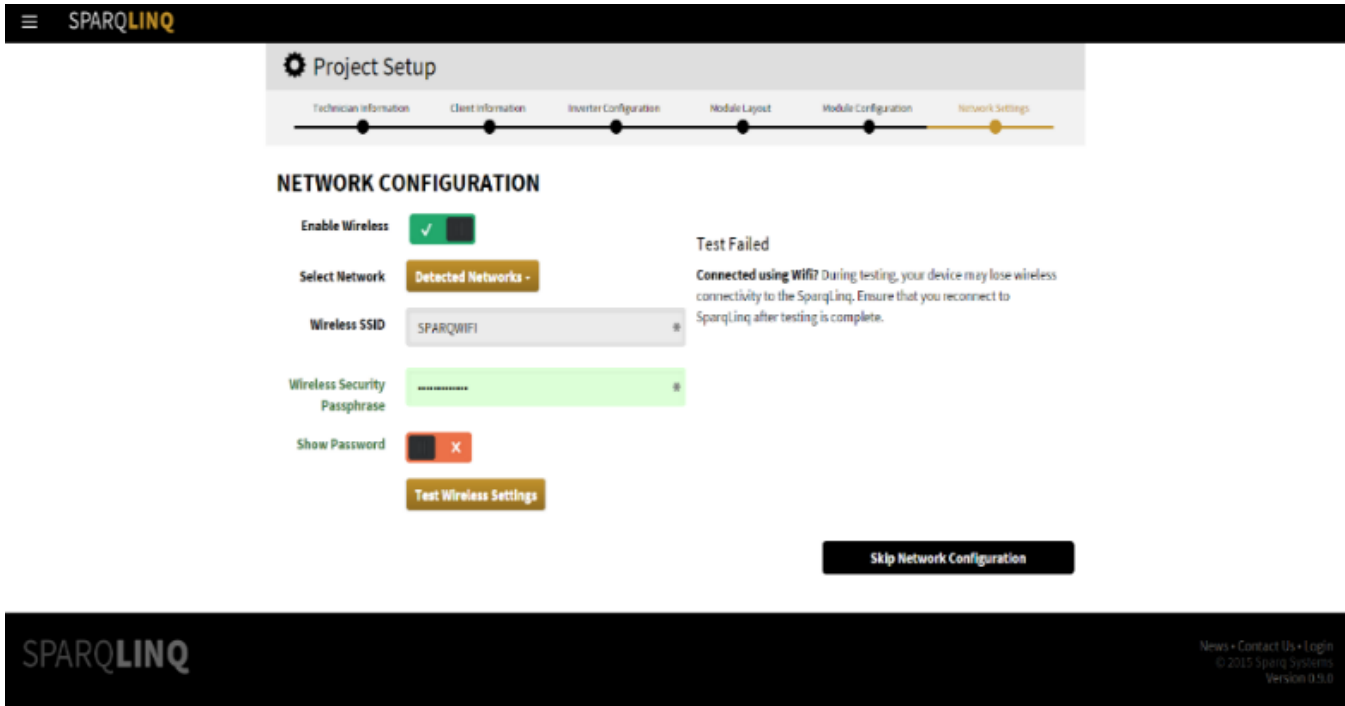 SPARQLINQ
Project Setup
Technician Information
Client Information
Inverter Configuration
Module Layout
Module Configuration
Network Settings
NETWORK CONFIGURATION
Enable Wireless
Test Failed
Select Network
Detected Networks -
Connected using Wifi? During testing, your device may lose wireless
connectivity to the SparqLinq. Ensure that you reconnect to
SparqLinq after testing is complete.
Wireless SSID
SPARQWIFI
Wireless Security
Passphrase
Show Password
X
Test Wireless Settings
Skip Network Configuration
SPARQLINQ
News • Contact Us • Login
© 2015 Sparq Systems
Version 0.9.0